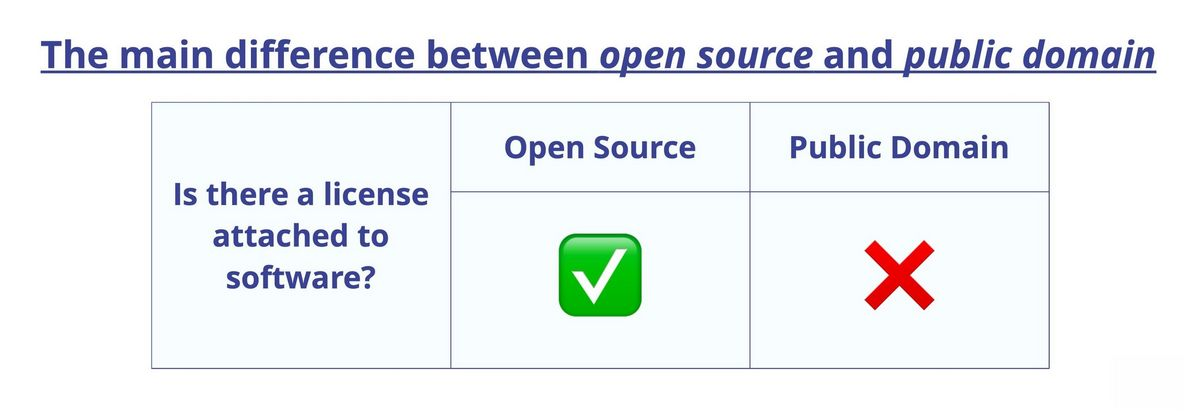 The main difference between open source and public domain
Open Source
Public Domain
Is there a license
attached to
software?